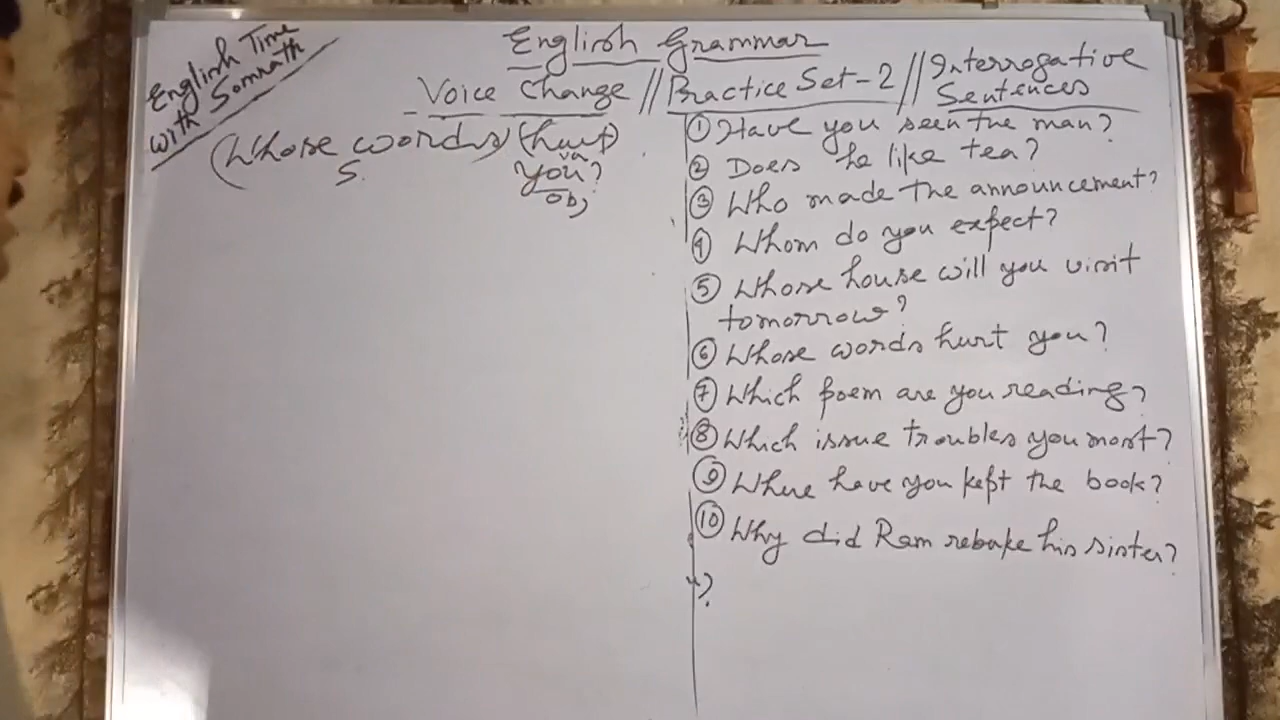 English Time
with Somnath
English Grammar
Voice Change // Practice Set-2 // Interrogative
Sentences
(Whose words) (hurt)
S. va
you?
obj
① Have you seen the man?
② Does he like tea?
③ Who made the announcement?
④ Whom do you expect?
⑤ Whose house will you visit
tomorrow?
⑥ Whose words hurt you?
⑦ Which poem are you reading?
⑧ Which issue troubles you most?
⑨ Where have you kept the book?
⑩ Why did Ram rebuke his sister?
?